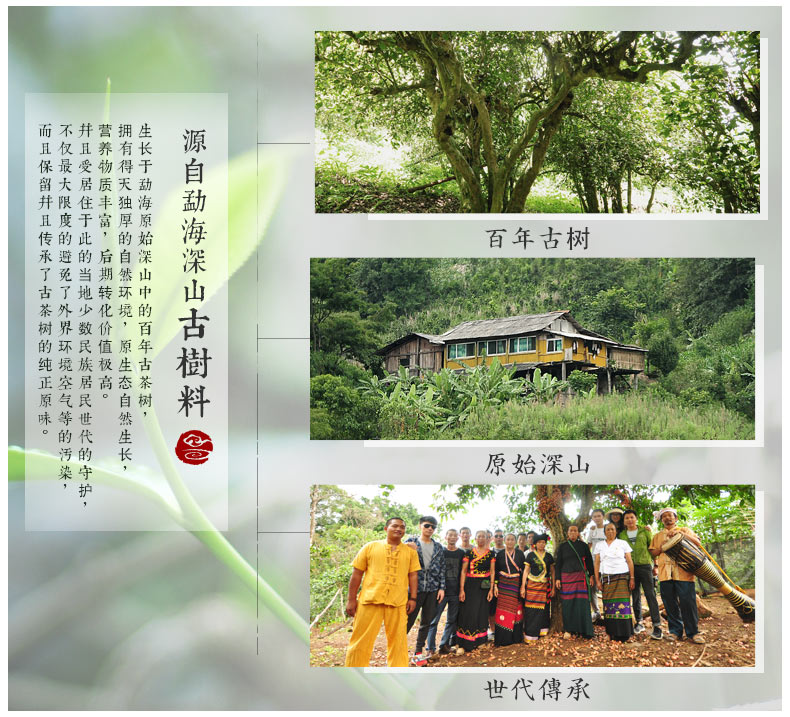 源自勐海深山古樹料
生长于勐海原始深山中的百年古茶树，
拥有得天独厚的自然环境，原生态自然生长，
营养物质丰富，后期转化价值极高。
并且受居住于此的当地少数民族居民世代的守护，
不仅最大限度的避免了外界环境空气等的污染，
而且保留并且传承了古茶树的纯正原味。
百年古树
原始深山
世代傳承